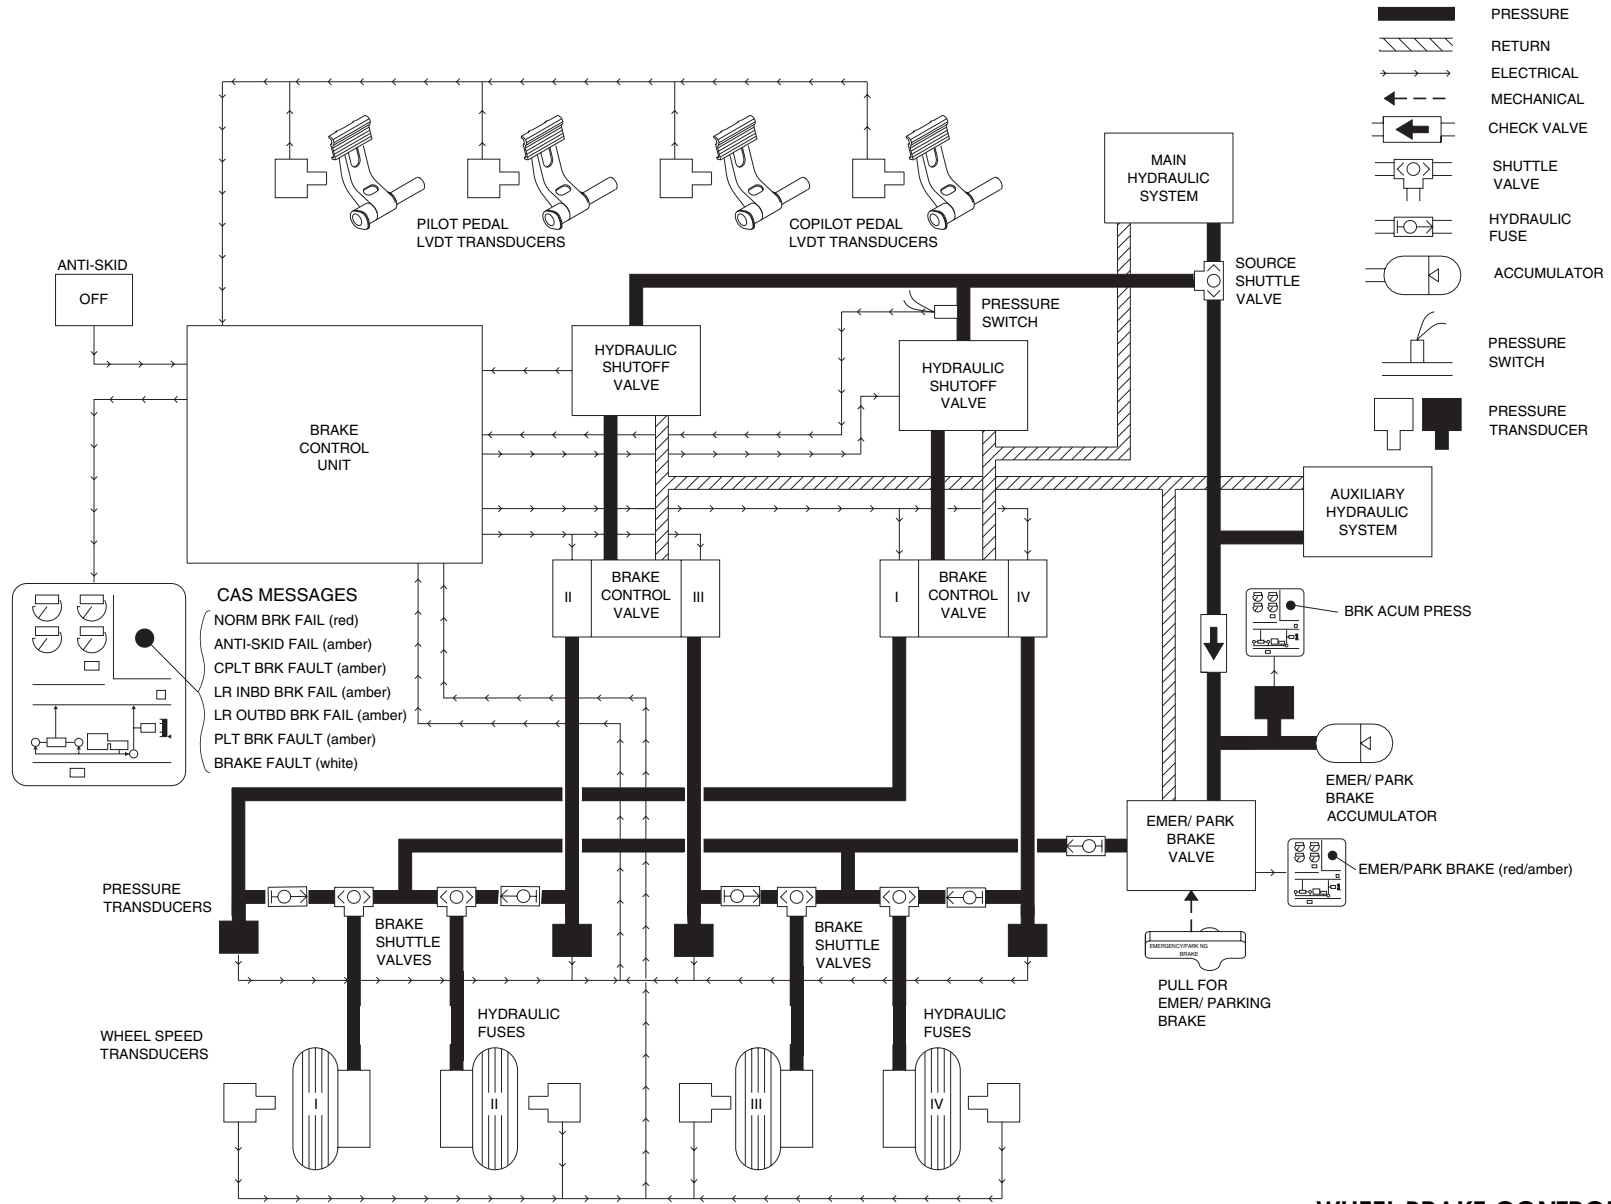 PRESSURE
RETURN
ELECTRICAL
MECHANICAL
CHECK VALVE
SHUTTLE
VALVE
HYDRAULIC
FUSE
ACCUMULATOR
PRESSURE
SWITCH
PRESSURE
TRANSDUCER
MAIN
HYDRAULIC
SYSTEM
PILOT PEDAL
LVDT TRANSDUCERS
COPILOT PEDAL
LVDT TRANSDUCERS
ANTI-SKID
OFF
SOURCE
SHUTTLE
VALVE
PRESSURE
SWITCH
HYDRAULIC
SHUTOFF
VALVE
HYDRAULIC
SHUTOFF
VALVE
BRAKE
CONTROL
UNIT
AUXILIARY
HYDRAULIC
SYSTEM
II
BRAKE
CONTROL
VALVE
III
I
BRAKE
CONTROL
VALVE
IV
CAS MESSAGES
NORM BRK FAIL (red)
ANTI-SKID FAIL (amber)
CPLT BRK FAULT (amber)
LR INBD BRK FAIL (amber)
LR OUTBD BRK FAIL (amber)
PLT BRK FAULT (amber)
BRAKE FAULT (white)
BRK ACUM PRESS
EMER/ PARK
BRAKE
ACCUMULATOR
EMER/ PARK
BRAKE
VALVE
EMER/PARK BRAKE (red/amber)
PRESSURE
TRANSDUCERS
BRAKE
SHUTTLE
VALVES
BRAKE
SHUTTLE
VALVES
EMERGENCY/PARK NG
BRAKE
PULL FOR
EMER/ PARKING
BRAKE
WHEEL SPEED
TRANSDUCERS
HYDRAULIC
FUSES
HYDRAULIC
FUSES
I
II
III
IV